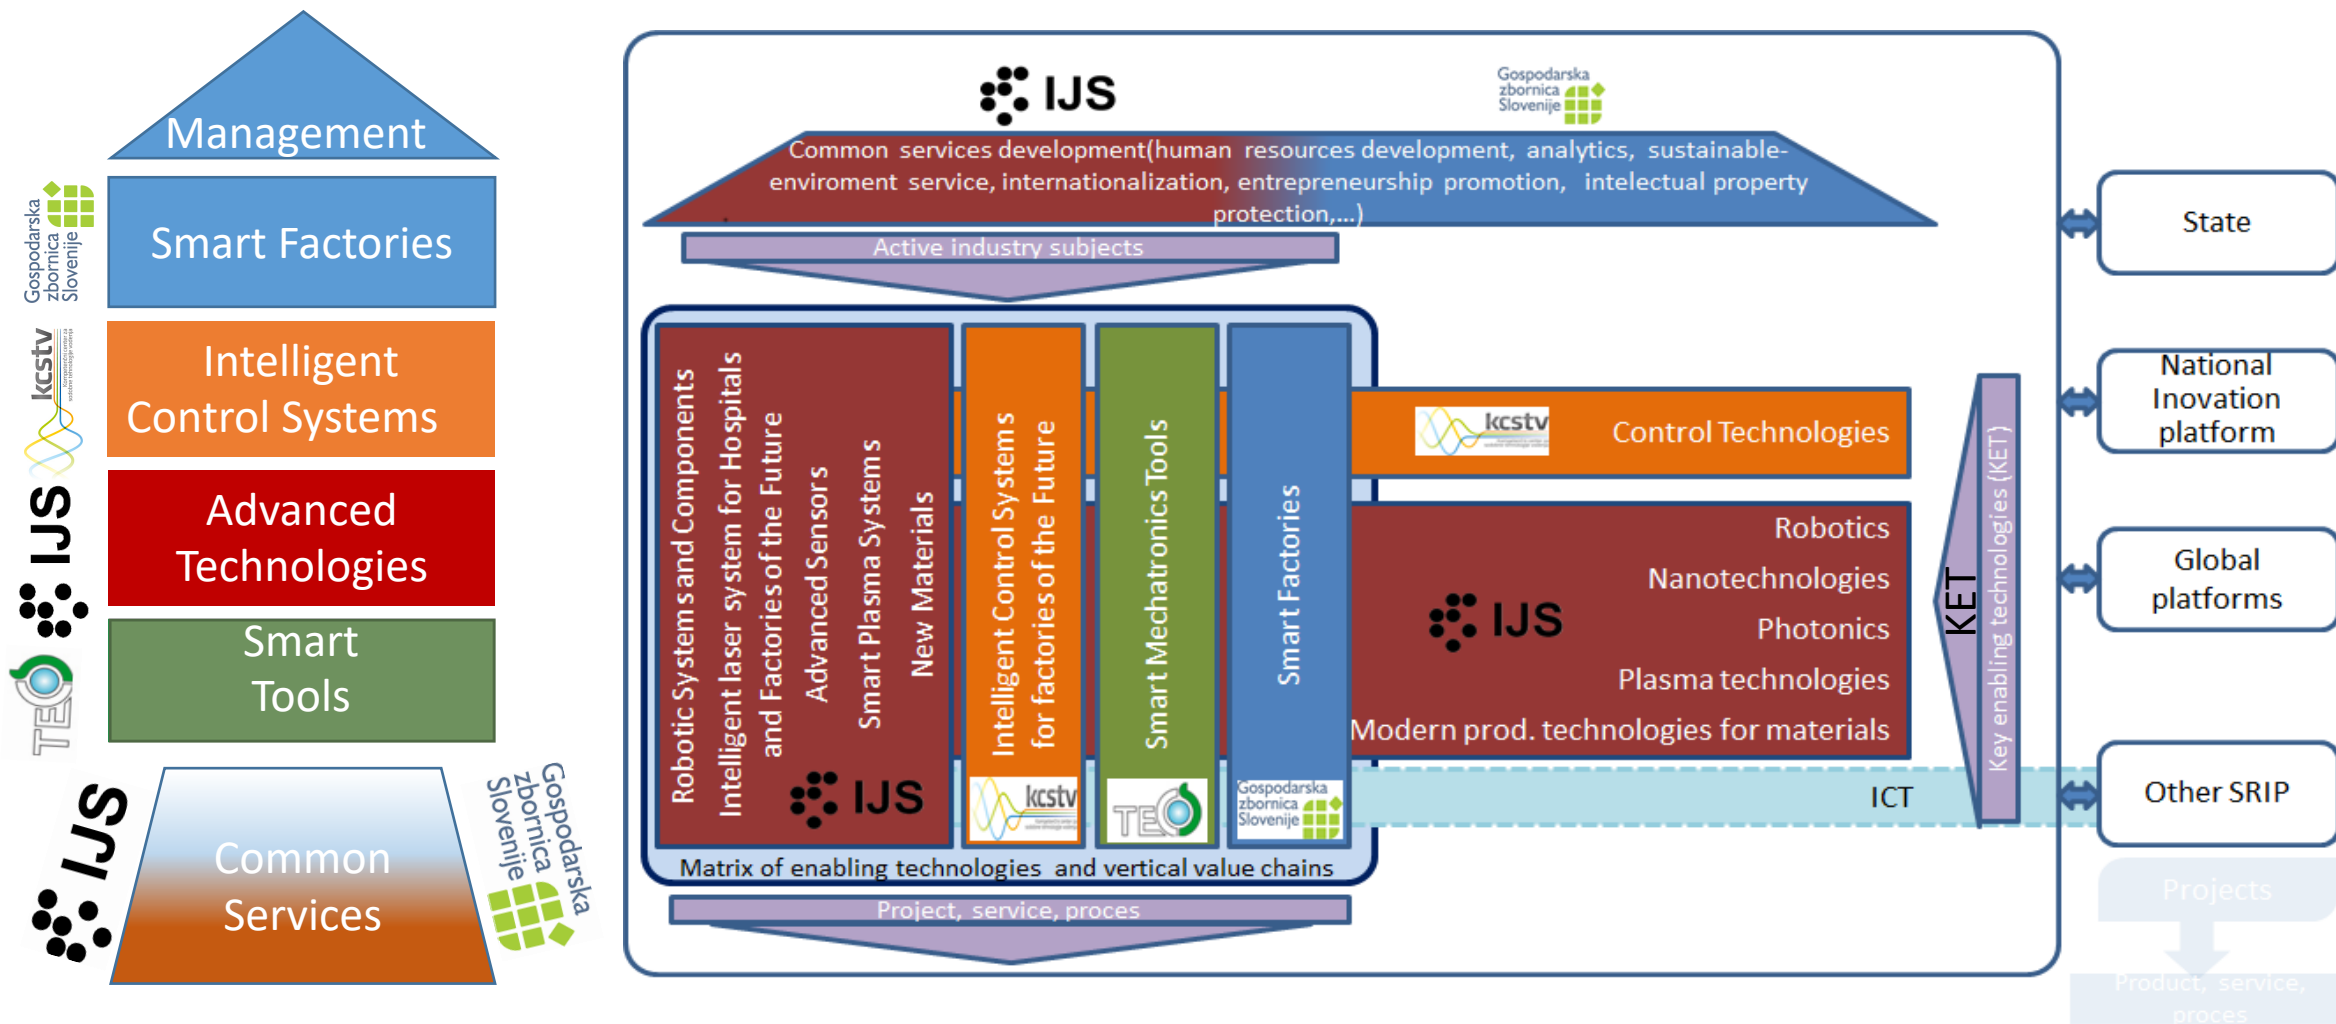 Management
Gospodarska
zbornica
Slovenije
Smart Factories
kcstv
Intelligent
Control Systems
IJS
Advanced
Technologies
TECOS
Smart
Tools
IJS
Common
Services
Gospodarska
zbornica
Slovenije
IJS
Gospodarska
zbornica
Slovenije
Common services development(human resources development, analytics, sustainable-
enviroment service, internationalization, entrepreneurship promotion, intelectual property
protection,...)
Active industry subjects
Robotic Systems and Components
Intelligent laser system for Hospitals
and Factories of the Future
Advanced Sensors
Smart Plasma Systems
New Materials
IJS
Intelligent Control Systems
for factories of the Future
kcstv
Smart Mechatronics Tools
TECOS
Smart Factories
Gospodarska
zbornica
Slovenije
kcstv
Control Technologies
IJS
Robotics
Nanotechnologies
Photonics
Plasma technologies
Modern prod. technologies for materials
ICT
KET
Key enabling technologies (KET)
Matrix of enabling technologies and vertical value chains
Project, service, proces
State
National
Inovation
platform
Global
platforms
Other SRIP
Projects
Product, service,
proces